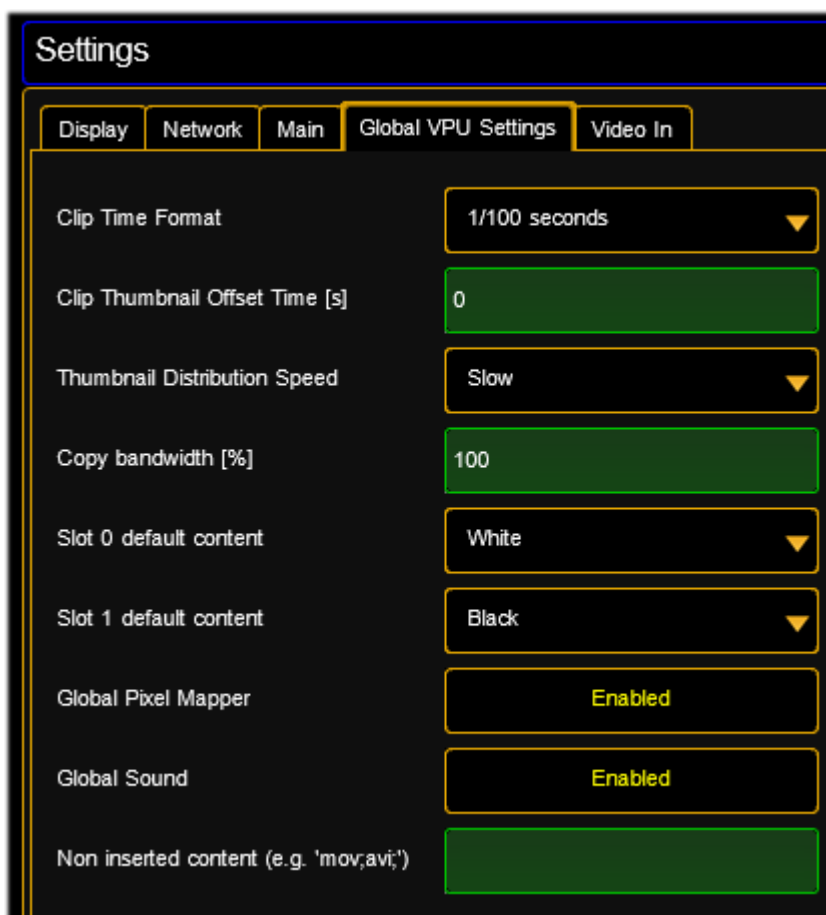 Settings
Display Network Main Global VPU Settings Video In
Clip Time Format 1/100 seconds
Clip Thumbnail Offset Time [s] 0
Thumbnail Distribution Speed Slow
Copy bandwidth [%] 100
Slot 0 default content White
Slot 1 default content Black
Global Pixel Mapper Enabled
Global Sound Enabled
Non inserted content (e.g. 'mov;avi;')